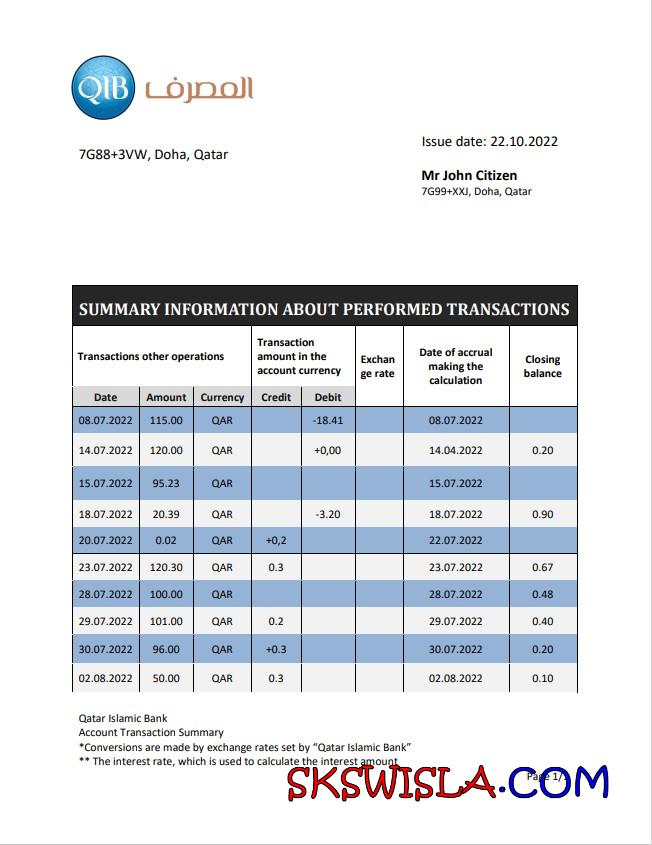 QIB المصرف
Issue date: 22.10.2022
7G88+3VW, Doha, Qatar
Mr John Citizen
7G99+XXJ, Doha, Qatar
SUMMARY INFORMATION ABOUT PERFORMED TRANSACTIONS
Transactions other operations
Transaction
amount in the
account currency
Exchan
ge rate
Date of accrual
making the
calculation
Closing
balance
Date Amount Currency Credit Debit
08.07.2022 115.00 QAR -18.41 08.07.2022
14.07.2022 120.00 QAR +0,00 14.04.2022 0.20
15.07.2022 95.23 QAR 15.07.2022
18.07.2022 20.39 QAR -3.20 18.07.2022 0.90
20.07.2022 0.02 QAR +0,2 22.07.2022
23.07.2022 120.30 QAR 0.3 23.07.2022 0.67
28.07.2022 100.00 QAR 28.07.2022 0.48
29.07.2022 101.00 QAR 0.2 29.07.2022 0.40
30.07.2022 96.00 QAR +0.3 30.07.2022 0.20
02.08.2022 50.00 QAR 0.3 02.08.2022 0.10
Qatar Islamic Bank
Account Transaction Summary
*Conversions are made by exchange rates set by “Qatar Islamic Bank”
** The interest rate, which is used to calculate the interest amount
Page 1/
SKSWISLA.COM